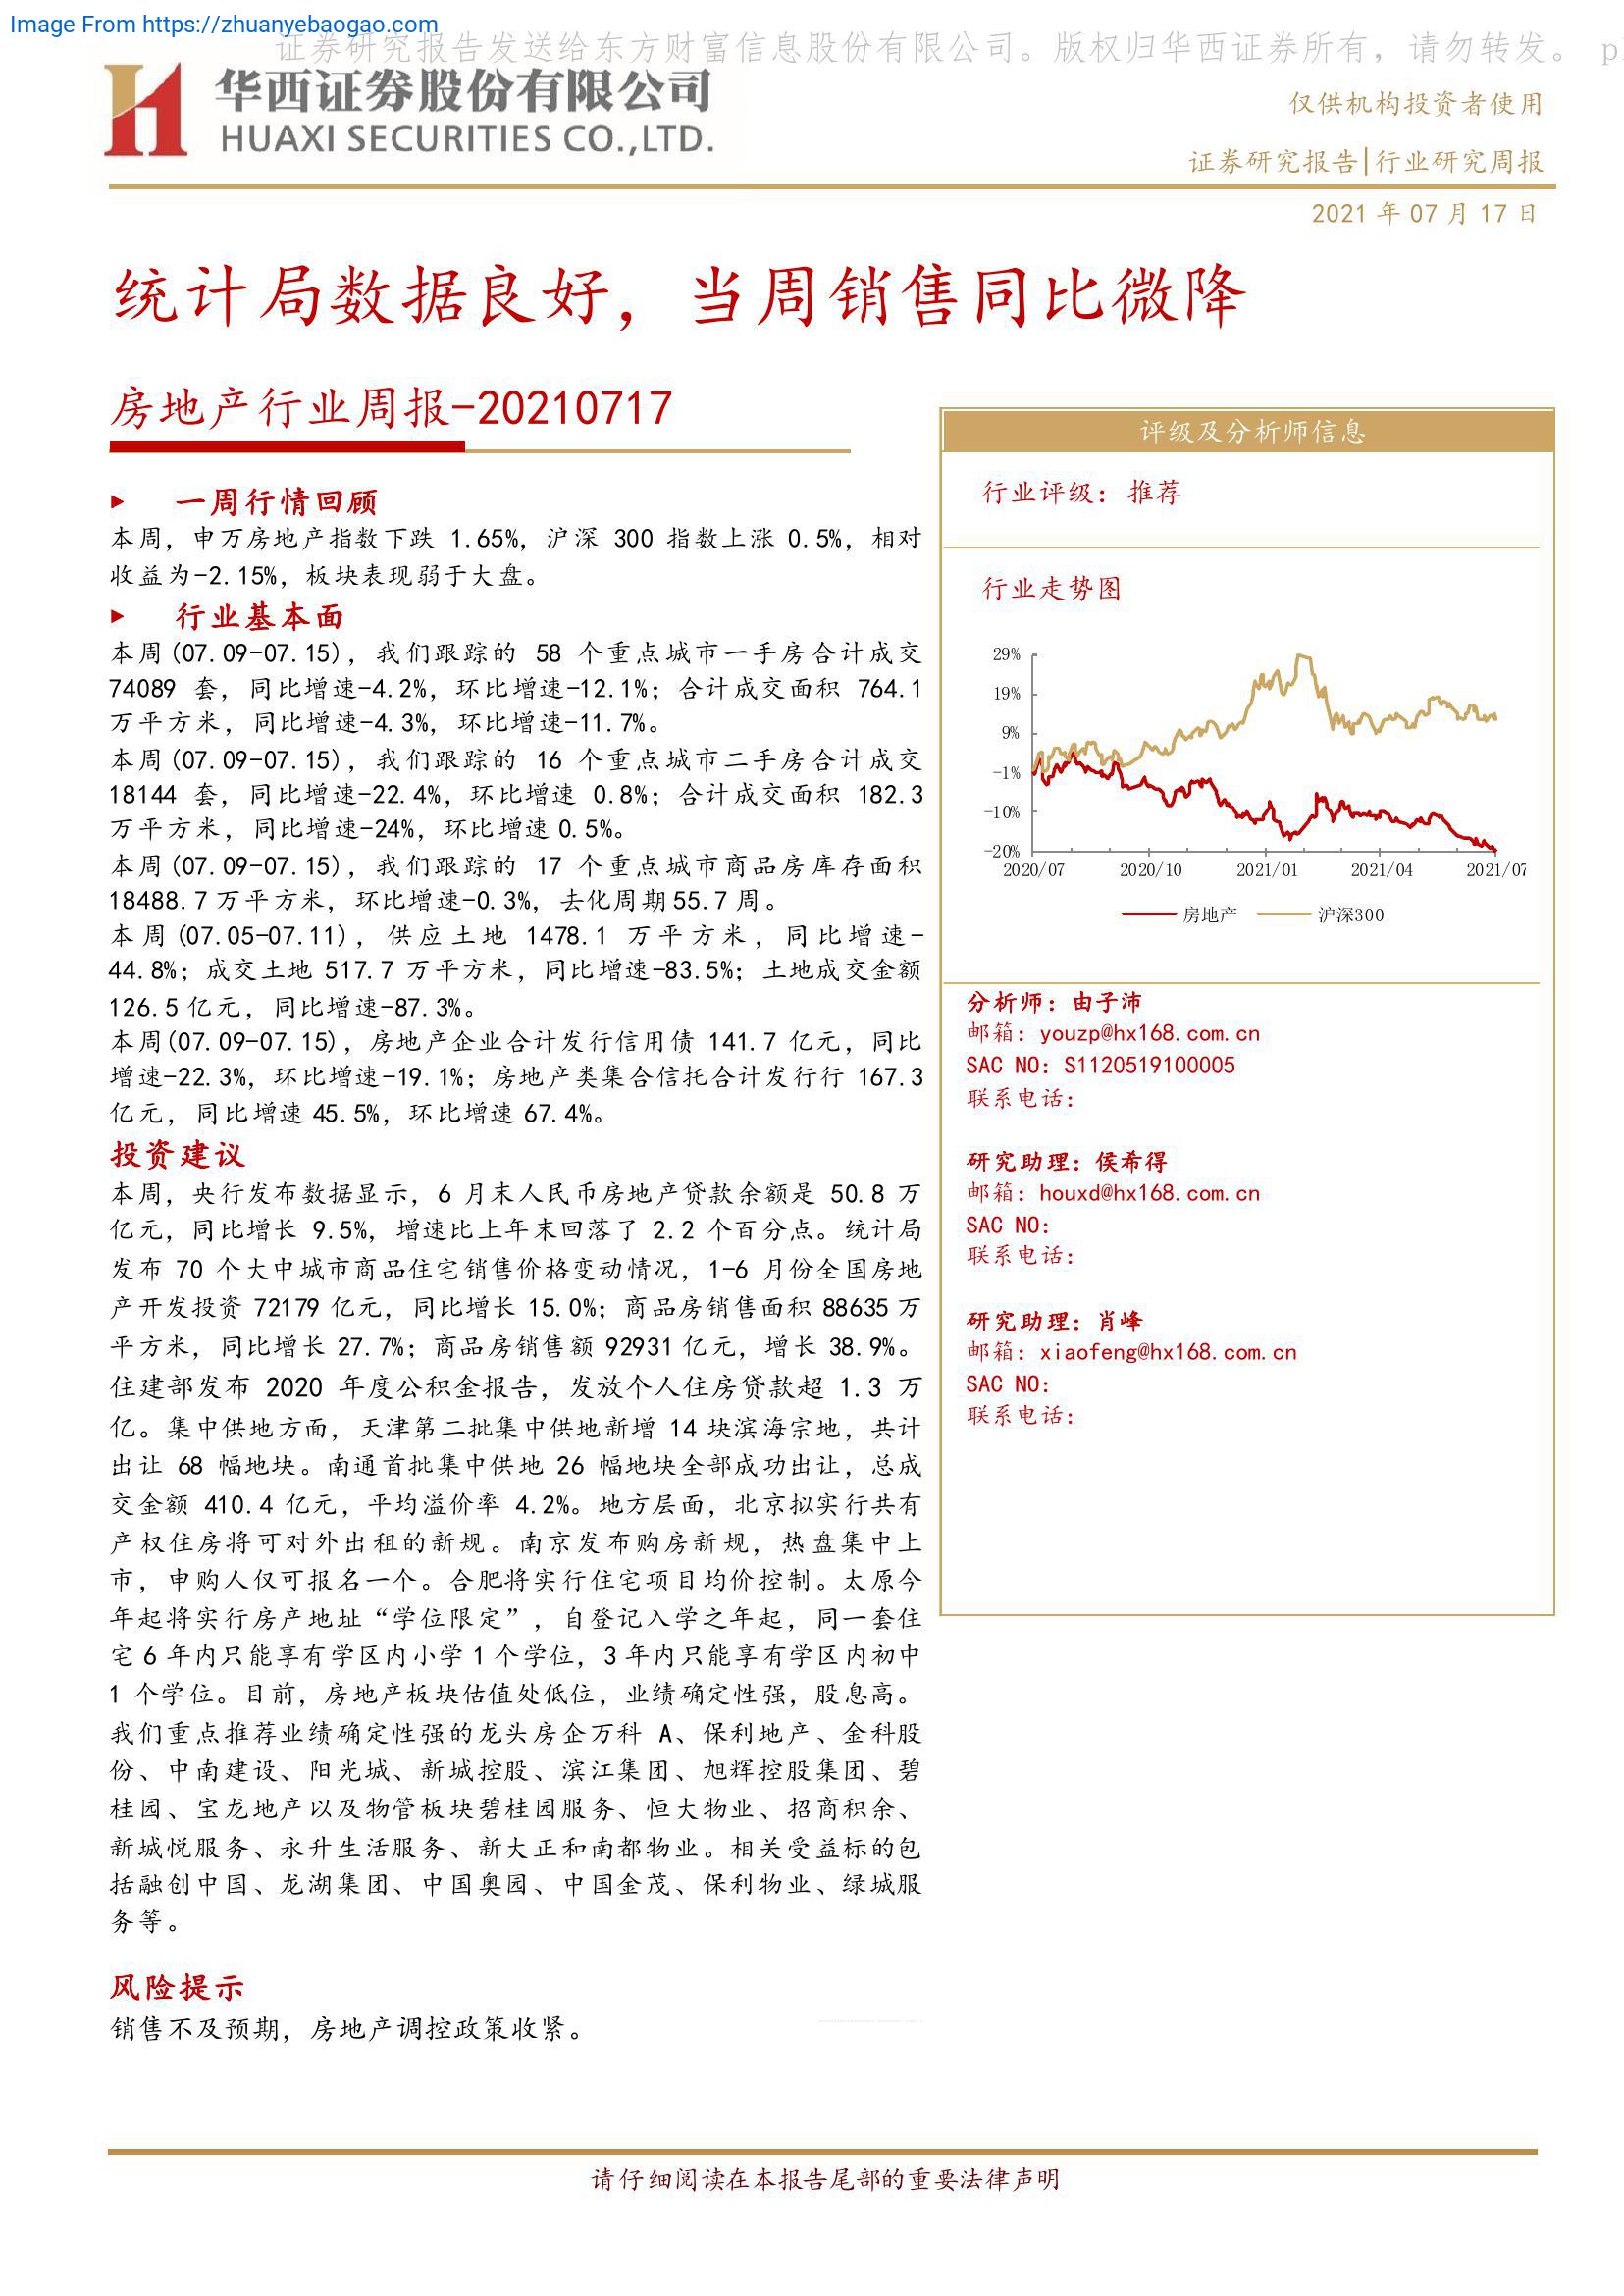 Image From https://zhuanyebaogao.com
证券研究报告发送给东方财富信息股份有限公司。版权归华西证券所有，请勿转发。 p
华西证券股份有限公司
HUAXI SECURITIES CO.,LTD.
仅供机构投资者使用
证券研究报告|行业研究周报
2021 年 07 月 17 日
统计局数据良好，当周销售同比微降
房地产行业周报-20210717
一周行情回顾
本周，申万房地产指数下跌 1.65%，沪深 300 指数上涨 0.5%，相对
收益为-2.15%，板块表现弱于大盘。
行业基本面
本周(07.09-07.15)，我们跟踪的 58 个重点城市一手房合计成交
74089 套，同比增速-4.2%，环比增速-12.1%；合计成交面积 764.1
万平方米，同比增速-4.3%，环比增速-11.7%。
本周(07.09-07.15)，我们跟踪的 16 个重点城市二手房合计成交
18144 套，同比增速-22.4%，环比增速 0.8%；合计成交面积 182.3
万平方米，同比增速-24%，环比增速 0.5%。
本周(07.09-07.15)，我们跟踪的 17 个重点城市商品房库存面积
18488.7 万平方米，环比增速-0.3%，去化周期 55.7 周。
本周(07.05-07.11)，供应土地 1478.1 万平方米，同比增速-
44.8%；成交土地 517.7 万平方米，同比增速-83.5%；土地成交金额
126.5 亿元，同比增速-87.3%。
本周(07.09-07.15)，房地产企业合计发行信用债 141.7 亿元，同比
增速-22.3%，环比增速-19.1%；房地产类集合信托合计发行行 167.3
亿元，同比增速 45.5%，环比增速 67.4%。
投资建议
本周，央行发布数据显示，6 月末人民币房地产贷款余额是 50.8 万
亿元，同比增长 9.5%，增速比上年末回落了 2.2 个百分点。统计局
发布 70 个大中城市商品住宅销售价格变动情况，1-6 月份全国房地
产开发投资 72179 亿元，同比增长 15.0%；商品房销售面积 88635 万
平方米，同比增长 27.7%；商品房销售额 92931 亿元，增长 38.9%。
住建部发布 2020 年度公积金报告，发放个人住房贷款超 1.3 万
亿。集中供地方面，天津第二批集中供地新增 14 块滨海宗地，共计
出让 68 幅地块。南通首批集中供地 26 幅地块全部成功出让，总成
交金额 410.4 亿元，平均溢价率 4.2%。地方层面，北京拟实行共有
产权住房将可对外出租的新规。南京发布购房新规，热盘集中上
市，申购人仅可报名一个。合肥将实行住宅项目均价控制。太原今
年起将实行房产地址“学位限定”，自登记入学之年起，同一套住
宅 6 年内只能享有学区内小学 1 个学位，3 年内只能享有学区内初中
1 个学位。目前，房地产板块估值处低位，业绩确定性强，股息高。
我们重点推荐业绩确定性强的龙头房企万科 A、保利地产、金科股
份、中南建设、阳光城、新城控股、滨江集团、旭辉控股集团、碧
桂园、宝龙地产以及物管板块碧桂园服务、恒大物业、招商积余、
新城悦服务、永升生活服务、新大正和南都物业。相关受益标的包
括融创中国、龙湖集团、中国奥园、中国金茂、保利物业、绿城服
务等。
风险提示
销售不及预期，房地产调控政策收紧。
评级及分析师信息
行业评级：推荐
行业走势图
29%
19%
9%
-1%
-10%
-20%
2020/07 2020/10 2021/01 2021/04 2021/07
房地产 沪深300
分析师：由子沛
邮箱：youzp@hx168.com.cn
SAC NO：S1120519100005
联系电话：
研究助理：侯希得
邮箱：houxd@hx168.com.cn
SAC NO：
联系电话：
研究助理：肖峰
邮箱：xiaofeng@hx168.com.cn
SAC NO：
联系电话：
请仔细阅读在本报告尾部的重要法律声明